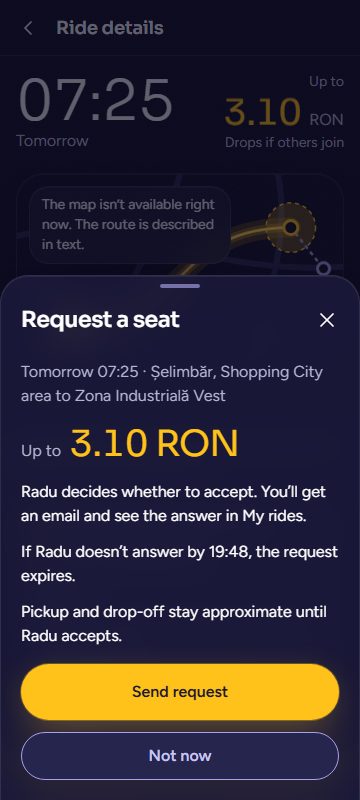 Ride details
07:25
Tomorrow
Up to
3.10 RON
Drops if others join
The map isn’t available right
now. The route is described
in text.
Request a seat
Tomorrow 07:25 · Șelimbăr, Shopping City
area to Zona Industrială Vest
Up to 3.10 RON
Radu decides whether to accept. You’ll get
an email and see the answer in My rides.
If Radu doesn’t answer by 19:48, the request
expires.
Pickup and drop-off stay approximate until
Radu accepts.
Send request
Not now